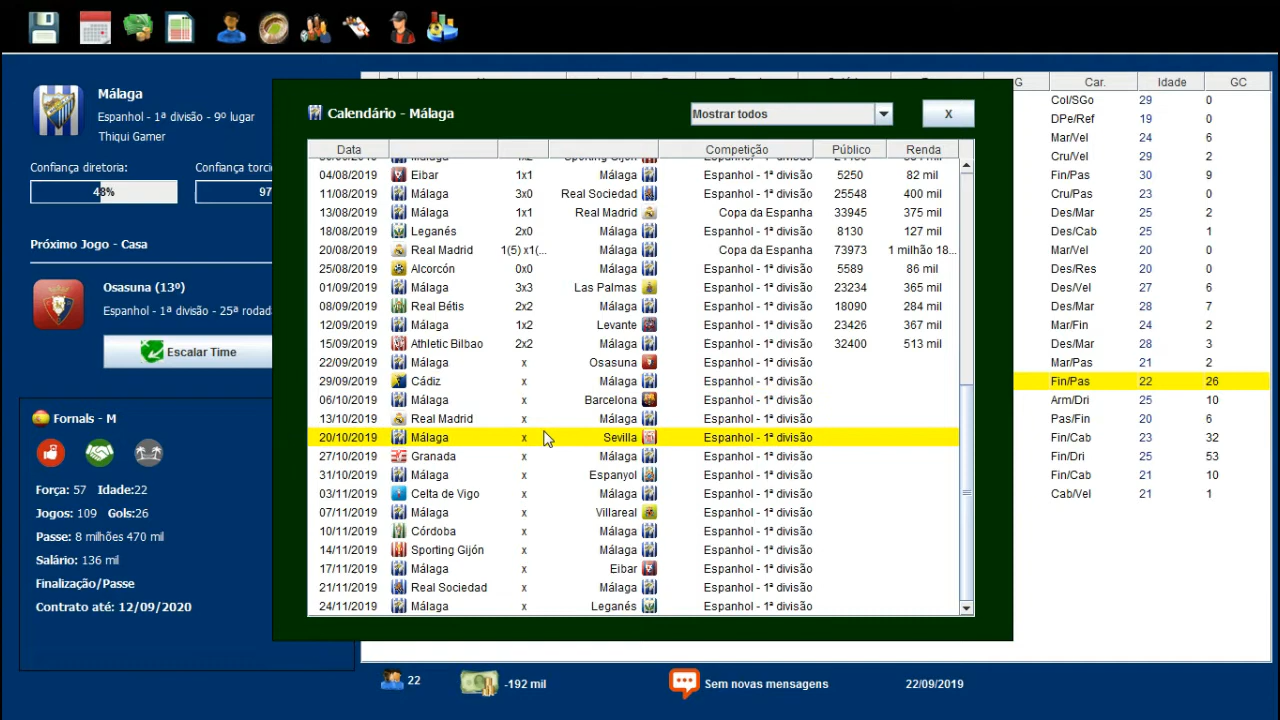 Málaga
Espanhol - 1ª divisão - 9º lugar
Thiqui Gamer
Confiança diretoria:
Confiança torcic
48%
97
Próximo Jogo - Casa
Osasuna (13º)
Espanhol - 1ª divisão - 25ª rodada
Escalar Time
Fornals - M
Força: 57 Idade:22
Jogos: 109 Gols:26
Passe: 8 milhões 470 mil
Salário: 136 mil
Finalização/Passe
Contrato até: 12/09/2020
Calendário - Málaga
Mostrar todos
X
Data Competição Público Renda
04/08/2019 Eibar 1x1 Málaga Espanhol - 1ª divisão 5250 82 mil
11/08/2019 Málaga 3x0 Real Sociedad Espanhol - 1ª divisão 25548 400 mil
13/08/2019 Málaga 1x1 Real Madrid Copa da Espanha 33945 375 mil
18/08/2019 Leganés 2x0 Málaga Espanhol - 1ª divisão 8130 127 mil
20/08/2019 Real Madrid 1(5) x1(... Málaga Copa da Espanha 73973 1 milhão 18...
25/08/2019 Alcorcón 0x0 Málaga Espanhol - 1ª divisão 5589 86 mil
01/09/2019 Málaga 3x3 Las Palmas Espanhol - 1ª divisão 23234 365 mil
08/09/2019 Real Bétis 2x2 Málaga Espanhol - 1ª divisão 18090 284 mil
12/09/2019 Málaga 1x2 Levante Espanhol - 1ª divisão 23426 367 mil
15/09/2019 Athletic Bilbao 2x2 Málaga Espanhol - 1ª divisão 32400 513 mil
22/09/2019 Málaga x Osasuna Espanhol - 1ª divisão
29/09/2019 Cádiz x Málaga Espanhol - 1ª divisão
06/10/2019 Málaga x Barcelona Espanhol - 1ª divisão
13/10/2019 Real Madrid x Málaga Espanhol - 1ª divisão
20/10/2019 Málaga x Sevilla Espanhol - 1ª divisão
27/10/2019 Granada x Málaga Espanhol - 1ª divisão
31/10/2019 Málaga x Espanyol Espanhol - 1ª divisão
03/11/2019 Celta de Vigo x Málaga Espanhol - 1ª divisão
07/11/2019 Málaga x Villareal Espanhol - 1ª divisão
10/11/2019 Córdoba x Málaga Espanhol - 1ª divisão
14/11/2019 Sporting Gijón x Málaga Espanhol - 1ª divisão
17/11/2019 Málaga x Eibar Espanhol - 1ª divisão
21/11/2019 Real Sociedad x Málaga Espanhol - 1ª divisão
24/11/2019 Málaga x Leganés Espanhol - 1ª divisão
G Car. Idade GC
Col/SGo 29 0
DPe/Ref 19 0
Mar/Vel 24 6
Cru/Vel 29 2
Fin/Pas 30 9
Cru/Pas 23 0
Des/Mar 25 2
Des/Cab 25 1
Mar/Vel 20 0
Des/Res 20 0
Des/Vel 27 6
Des/Mar 28 7
Mar/Fin 24 2
Des/Mar 28 3
Mar/Pas 21 2
Fin/Pas 22 26
Arm/Dri 25 10
Pas/Fin 20 6
Fin/Cab 23 32
Fin/Dri 25 53
Fin/Cab 21 10
Cab/Vel 21 1
22
-192 mil
Sem novas mensagens
22/09/2019